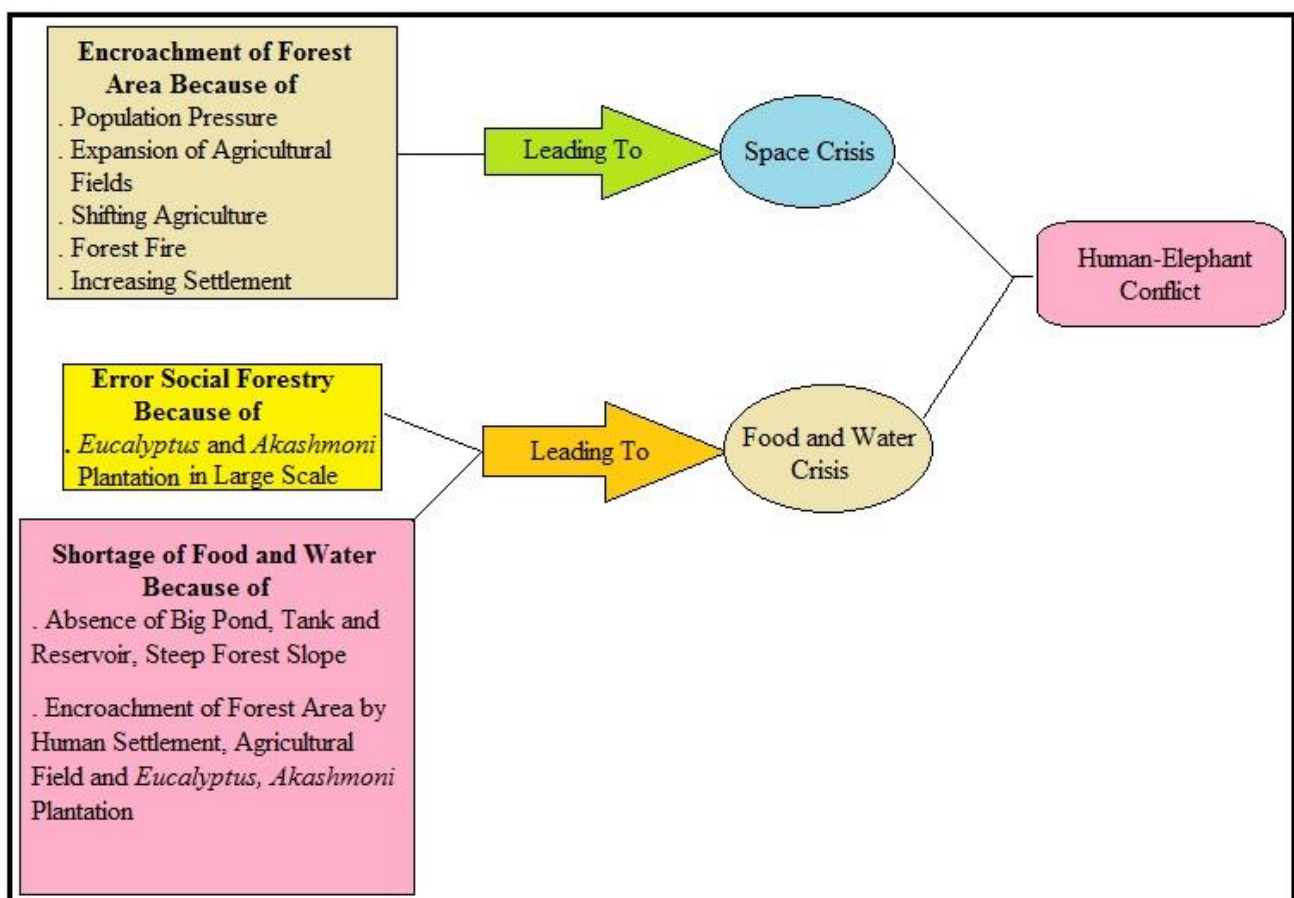 Encroachment of Forest
Area Because of
. Population Pressure
. Expansion of Agricultural
Fields
. Shifting Agriculture
. Forest Fire
. Increasing Settlement
Leading To
Space Crisis
Human-Elephant
Conflict
Error Social Forestry
Because of
. Eucalyptus and Akashmoni
Plantation in Large Scale
Leading To
Food and Water
Crisis
Shortage of Food and Water
Because of
. Absence of Big Pond, Tank and
Reservoir, Steep Forest Slope
. Encroachment of Forest Area by
Human Settlement, Agricultural
Field and Eucalyptus, Akashmoni
Plantation